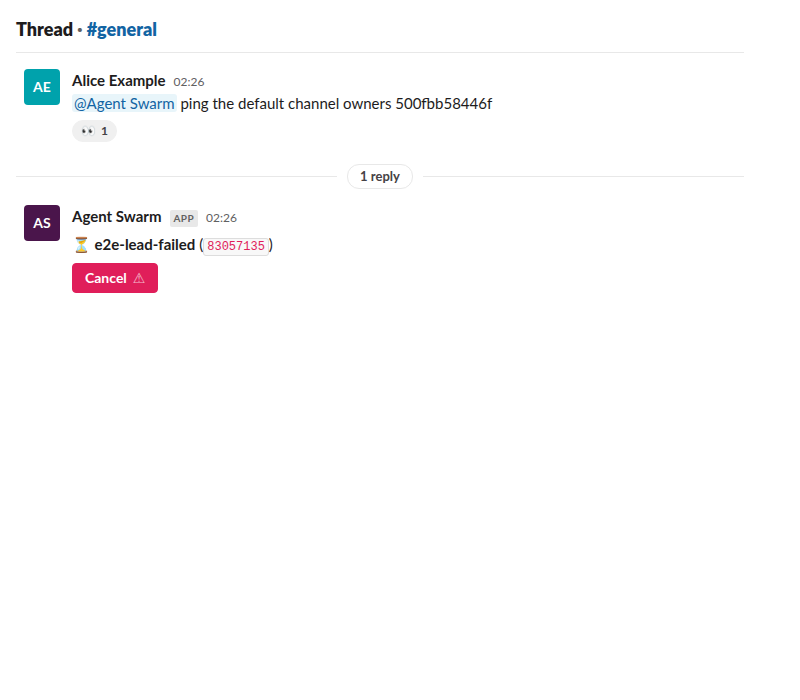 Thread • #general
AE
Alice Example 02:26
@Agent Swarm ping the default channel owners 500fbb58446f
👀 1
1 reply
AS
Agent Swarm APP 02:26
⏳ e2e-lead-failed (83057135)
Cancel ⚠